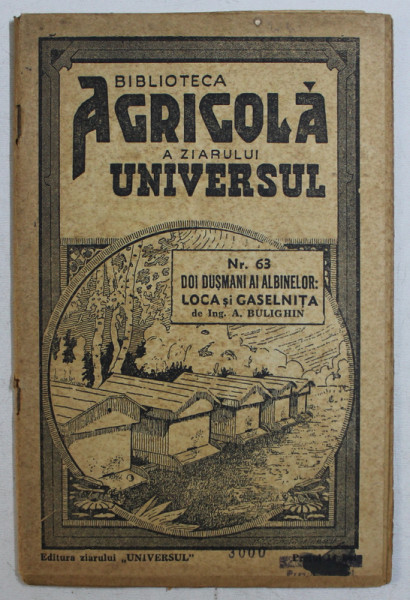 BIBLIOTECA
AGRICOLĂ
A ZIARULUI
UNIVERSUL
Nr. 63
DOI DUȘMANI AI ALBINELOR:
LOCA și GASELNIȚA
de Ing. A. BULIGHIN
Editura ziarului „UNIVERSUL"
3000